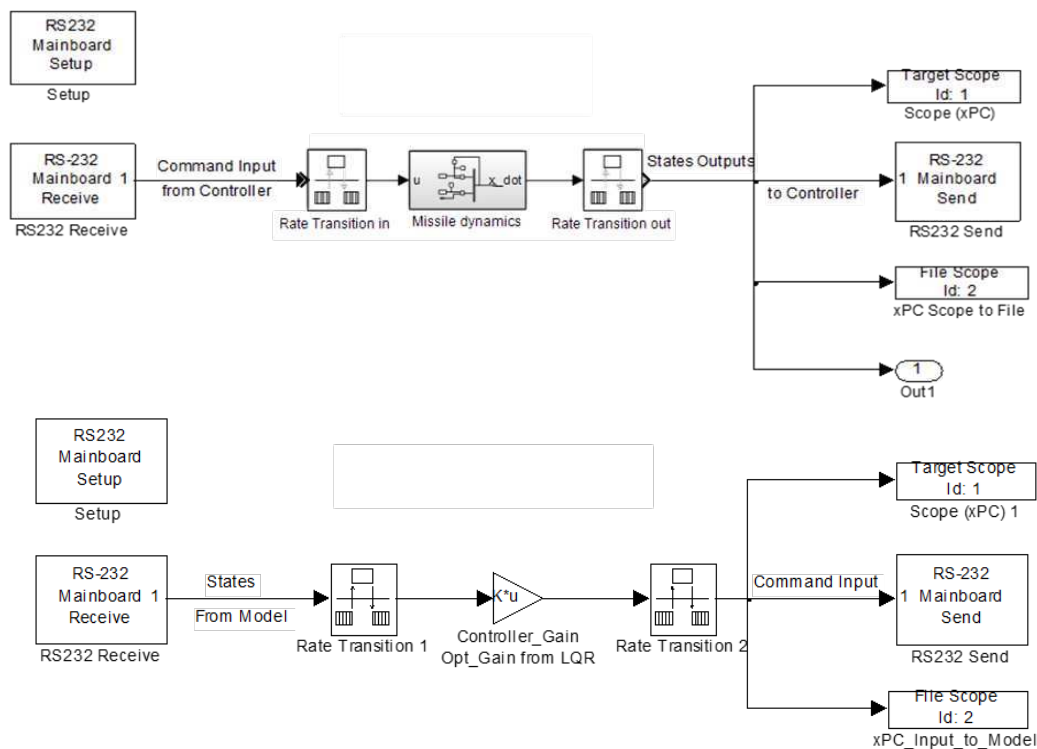 RS232
Mainboard
Setup
Setup
RS-232
Mainboard 1
Receive
RS232 Receive
Command Input
from Controller
Rate Transition in
u
x_dot
Missile dynamics
Rate Transition out
States Outputs
to Controller
Target Scope
Id: 1
Scope (xPC)
RS-232
1 Mainboard
Send
RS232 Send
File Scope
Id: 2
xPC Scope to File
1
Out1
RS232
Mainboard
Setup
Setup
RS-232
Mainboard 1
Receive
RS232 Receive
States
From Model
Rate Transition 1
K*u
Controller_Gain
Opt_Gain from LQR
Rate Transition 2
Command Input
Target Scope
Id: 1
Scope (xPC) 1
RS-232
1 Mainboard
Send
RS232 Send
File Scope
Id: 2
xPC_Input_to_Model